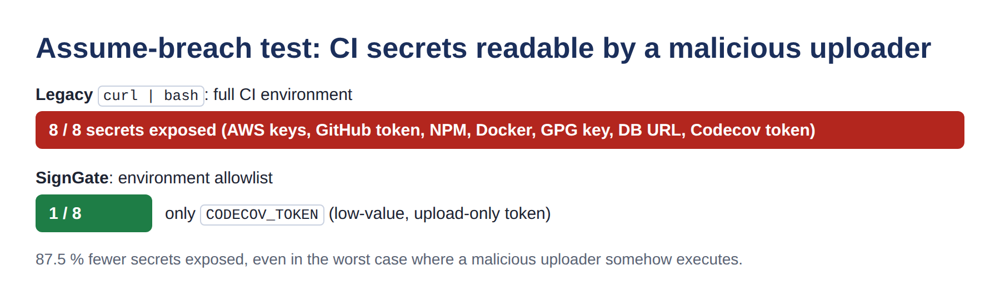 Assume-breach test: CI secrets readable by a malicious uploader
Legacy curl | bash: full CI environment
8 / 8 secrets exposed (AWS keys, GitHub token, NPM, Docker, GPG key, DB URL, Codecov token)
SignGate: environment allowlist
1 / 8 only CODECOV_TOKEN (low-value, upload-only token)
87.5 % fewer secrets exposed, even in the worst case where a malicious uploader somehow executes.